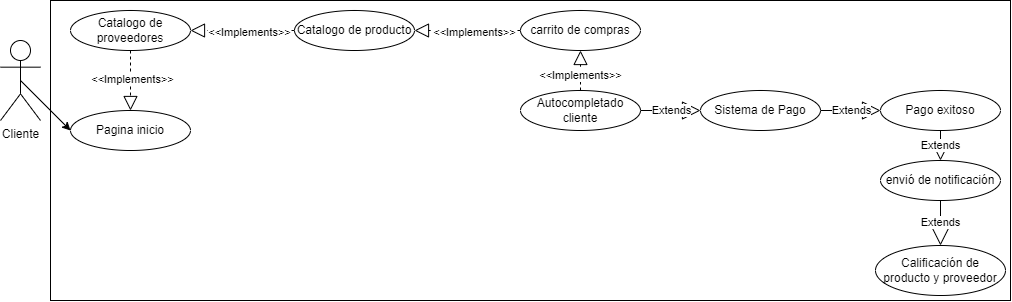 Catalogo de
proveedores
<<Implements>>
Catalogo de producto
<<Implements>>
carrito de compras
<<Implements>>
<<Implements>>
Cliente
Pagina inicio
Autocompletado
cliente
Extends
Sistema de Pago
Extends
Pago exitoso
Extends
envió de notificación
Extends
Calificación de
producto y proveedor